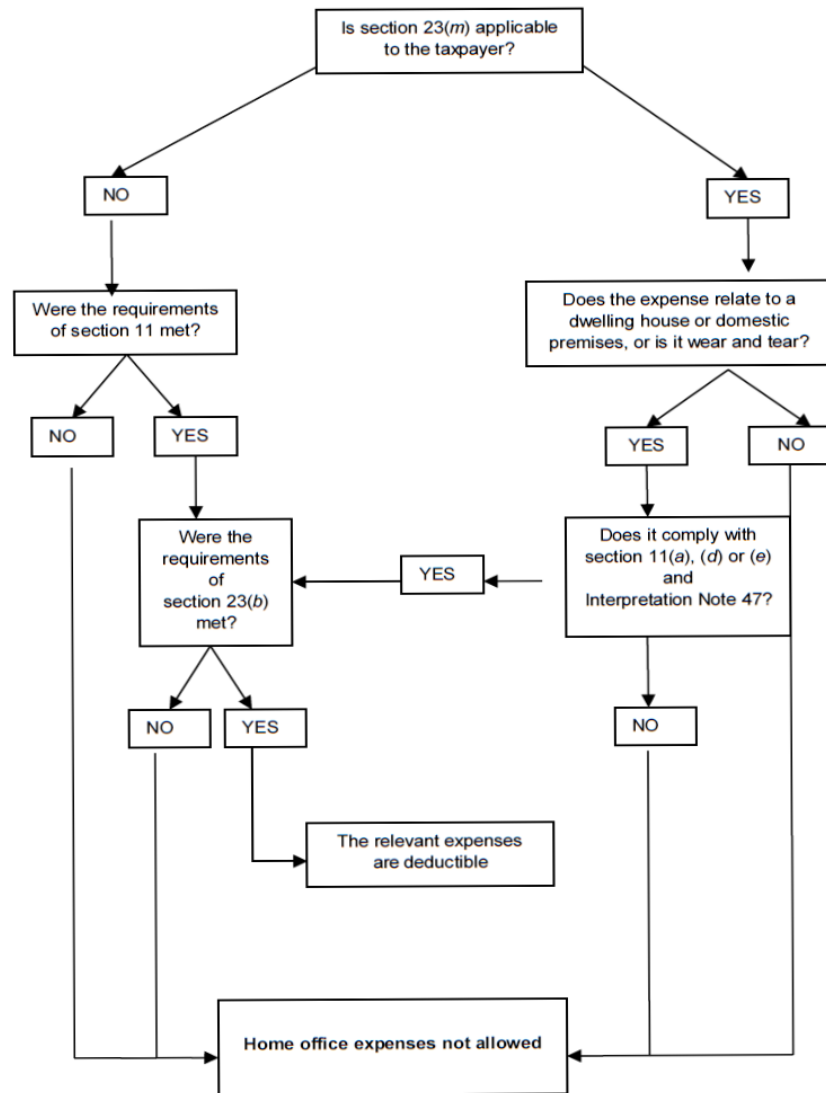 Is section 23(m) applicable
to the taxpayer?
NO
YES
Were the requirements
of section 11 met?
Does the expense relate to a
dwelling house or domestic
premises, or is it wear and tear?
NO
YES
YES
NO
Were the
requirements
of
section 23(b)
met?
YES
Does it comply with
section 11(a), (d) or (e)
and
Interpretation Note 47?
NO
YES
NO
The relevant expenses
are deductible
Home office expenses not allowed